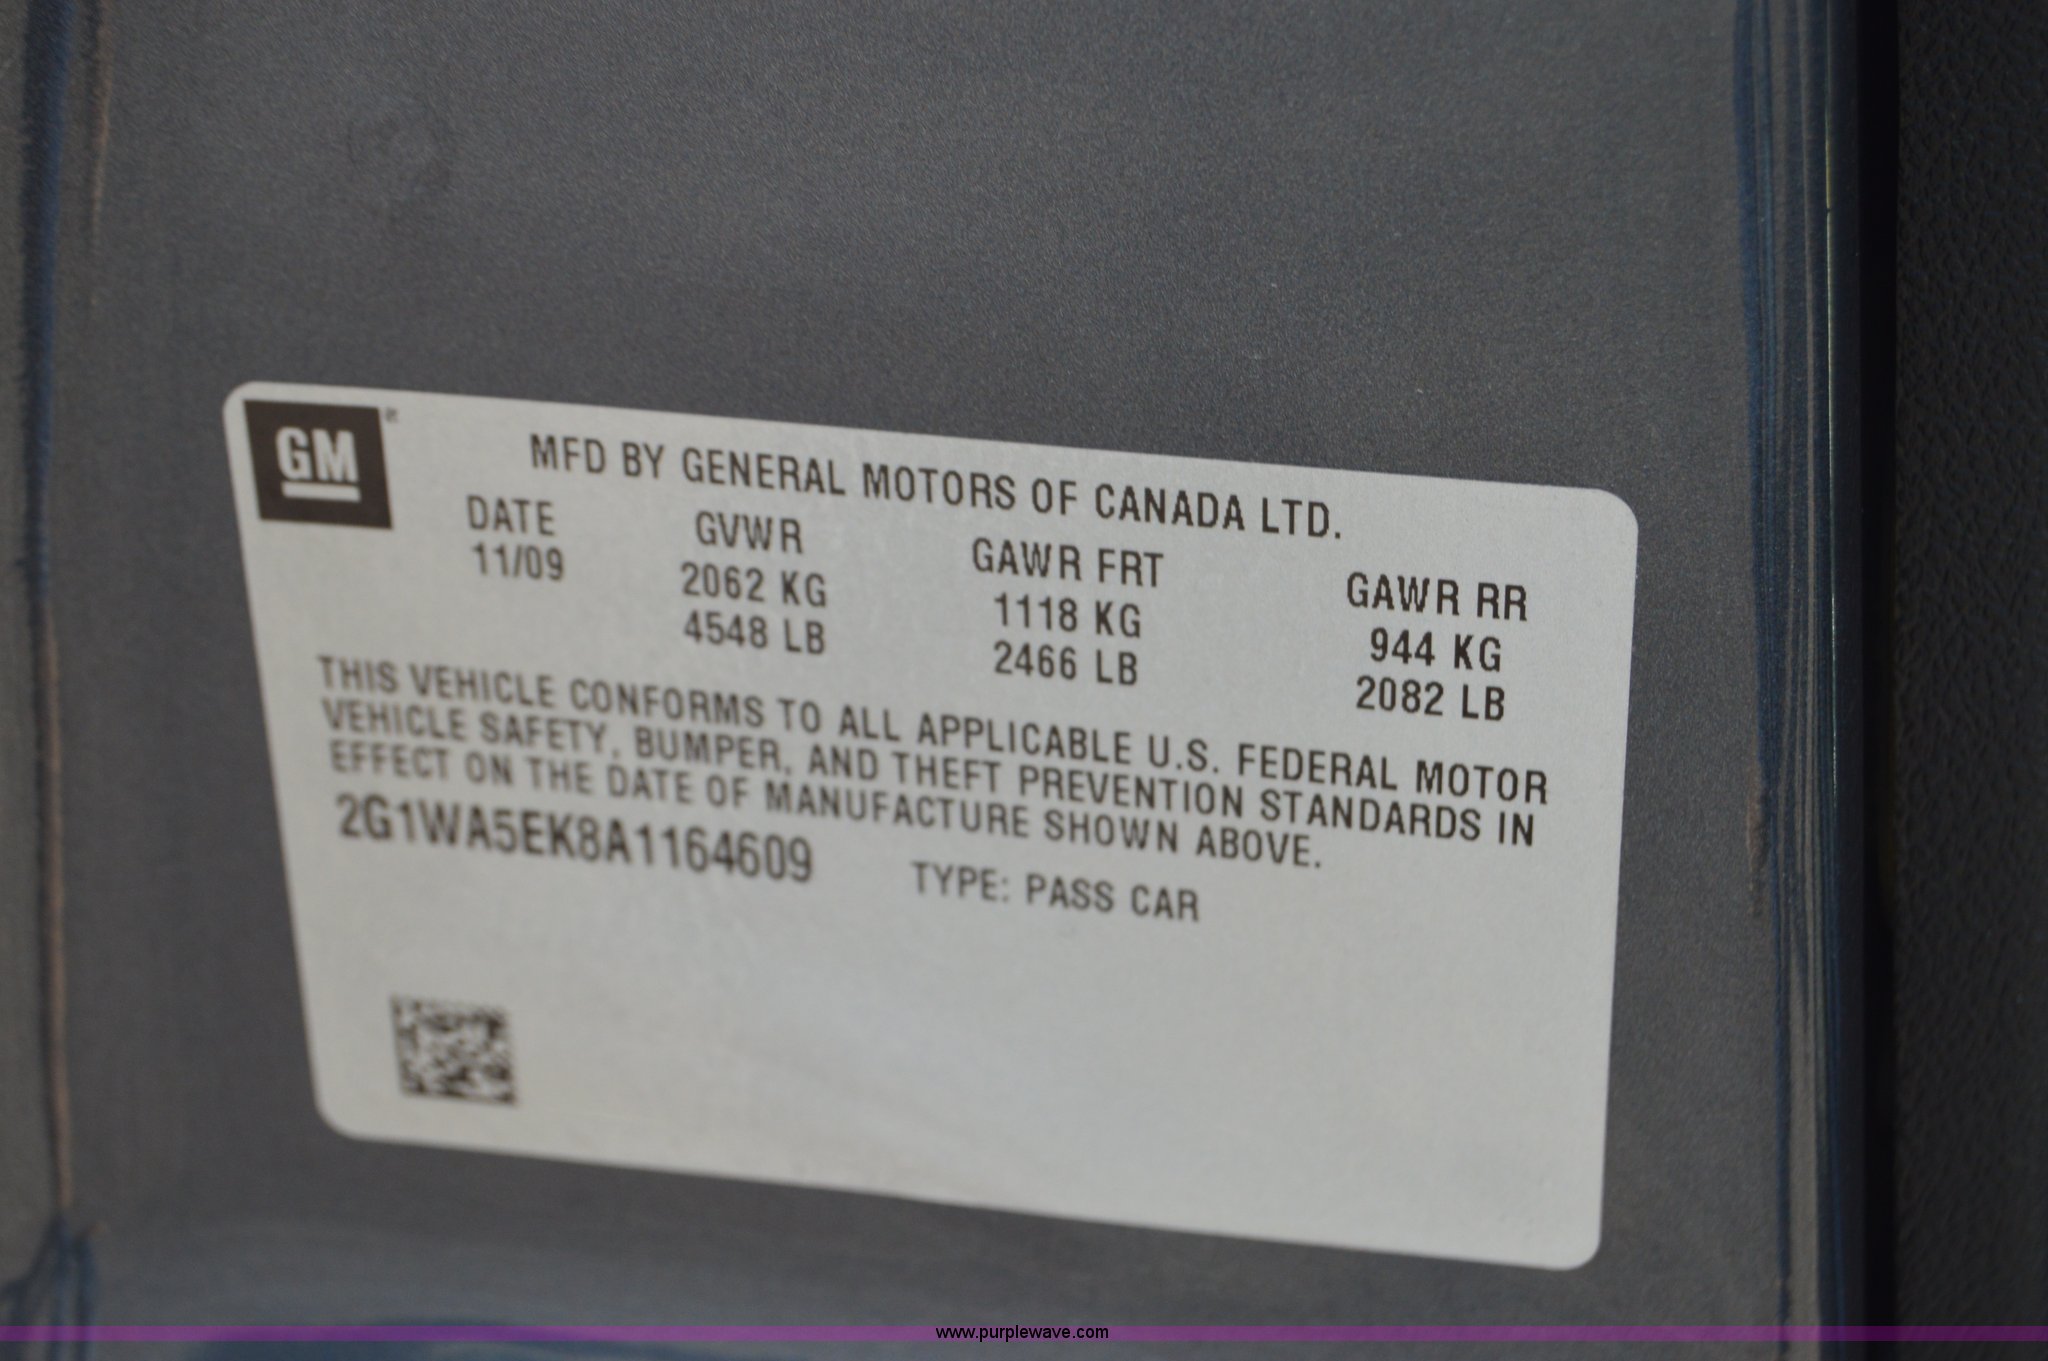 GM
MFD BY GENERAL MOTORS OF CANADA LTD.
DATE GVWR GAWR FRT GAWR RR
11/09 2062 KG 1118 KG 944 KG
4548 LB 2466 LB 2082 LB
THIS VEHICLE CONFORMS TO ALL APPLICABLE U.S. FEDERAL MOTOR
VEHICLE SAFETY, BUMPER, AND THEFT PREVENTION STANDARDS IN
EFFECT ON THE DATE OF MANUFACTURE SHOWN ABOVE.
2G1WA5EK8A1164609 TYPE: PASS CAR
www.purplewave.com